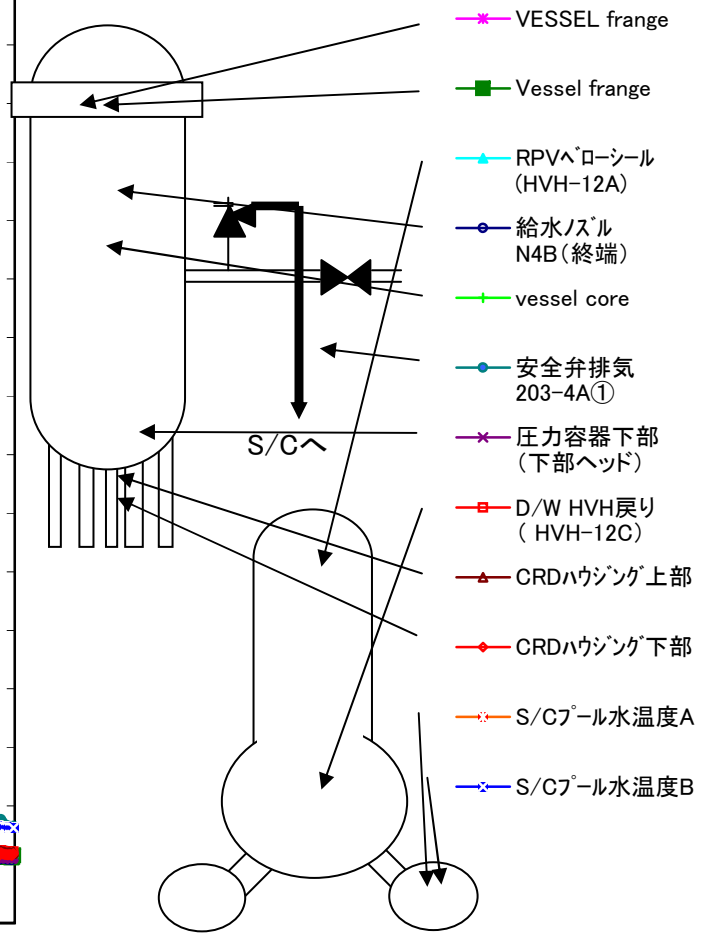 VESSEL frange
Vessel frange
RPVベローシール
(HVH-12A)
給水ノズル
N4B(終端)
vessel core
安全弁排気
203-4A①
圧力容器下部
(下部ヘッド)
D/W HVH戻り
( HVH-12C)
CRDハウジング上部
CRDハウジング下部
S/Cプール水温度A
S/Cプール水温度B
S/Cへ